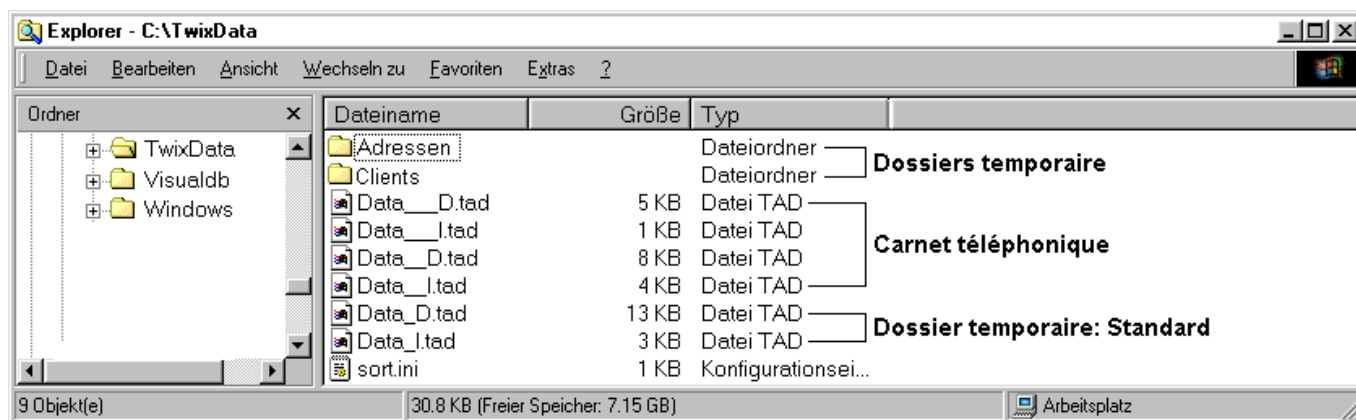 Explorer - C:\TwixData
Datei Bearbeiten Ansicht Wechseln zu Favoriten Extras ?
Ordner
TwixData
Visualdb
Windows
Dateiname Größe Typ
Adressen Dateiordner
Clients Dateiordner
Dossiers temporaire
Data___D.tad 5 KB Datei TAD
Data___I.tad 1 KB Datei TAD
Data__D.tad 8 KB Datei TAD
Data__I.tad 4 KB Datei TAD
Carnet téléphonique
Data_D.tad 13 KB Datei TAD
Data_I.tad 3 KB Datei TAD
Dossier temporaire: Standard
sort.ini 1 KB Konfigurationsei...
9 Objekt(e) 30.8 KB (Freier Speicher: 7.15 GB) Arbeitsplatz